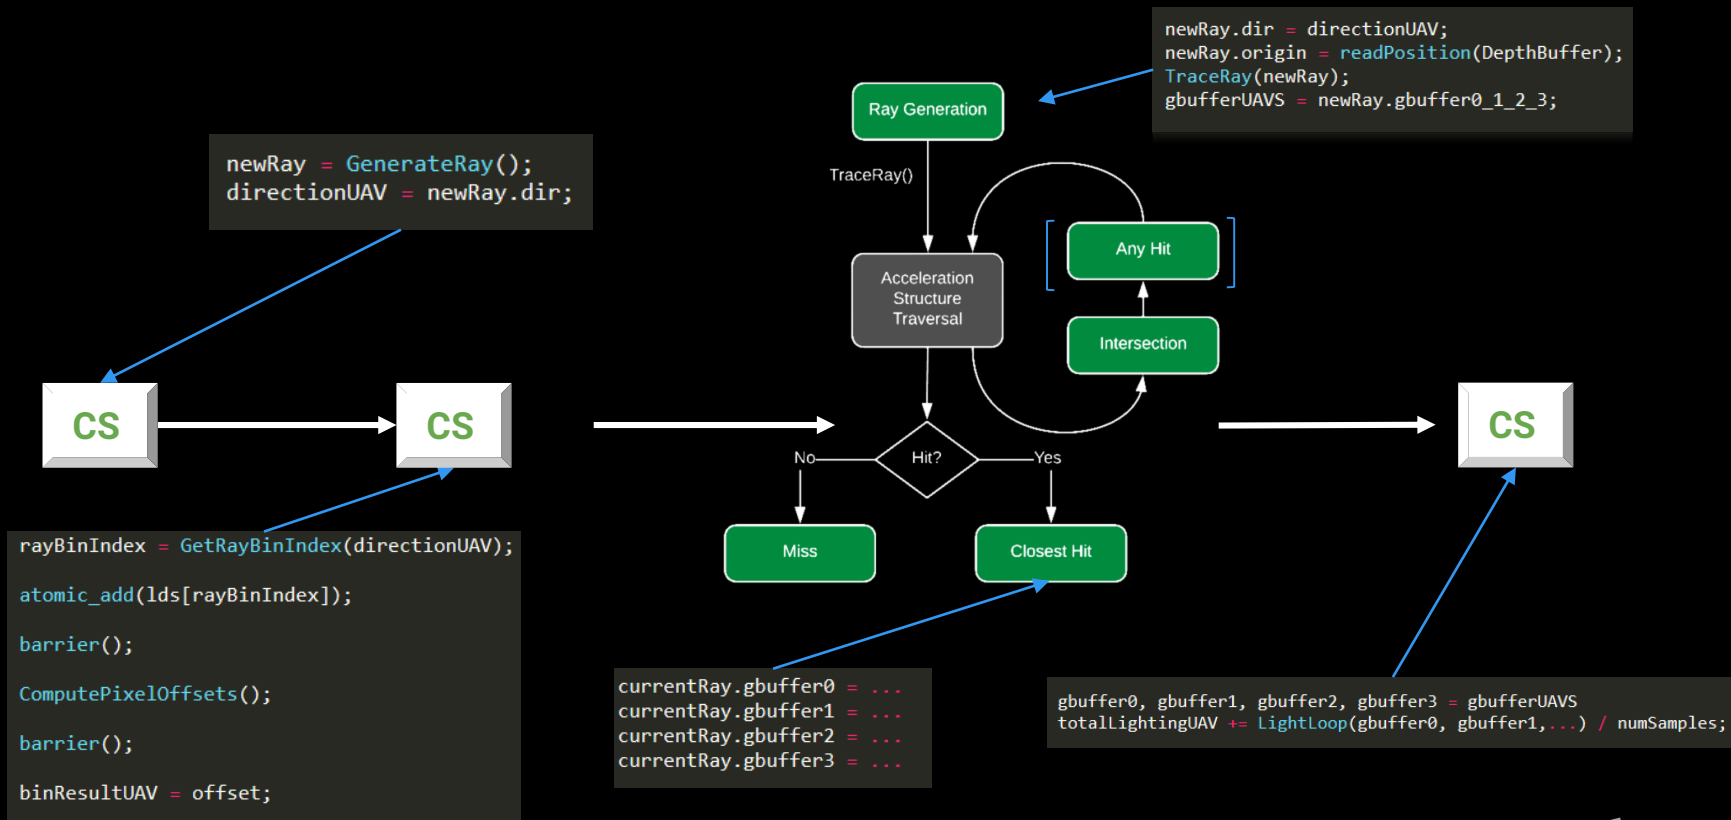 newRay.dir = directionUAV;
newRay.origin = readPosition(DepthBuffer);
TraceRay(newRay);
gbufferUAVS = newRay.gbuffer0_1_2_3;
Ray Generation
newRay = GenerateRay();
directionUAV = newRay.dir;
TraceRay()
Any Hit
Acceleration
Structure
Traversal
Intersection
CS
CS
CS
No
Hit?
Yes
Miss
Closest Hit
rayBinIndex = GetRayBinIndex(directionUAV);
atomic_add(lds[rayBinIndex]);
barrier();
ComputePixelOffsets();
barrier();
binResultUAV = offset;
currentRay.gbuffer0 = ...
currentRay.gbuffer1 = ...
currentRay.gbuffer2 = ...
currentRay.gbuffer3 = ...
gbuffer0, gbuffer1, gbuffer2, gbuffer3 = gbufferUAVS
totalLightingUAV += LightLoop(gbuffer0, gbuffer1,...) / numSamples;